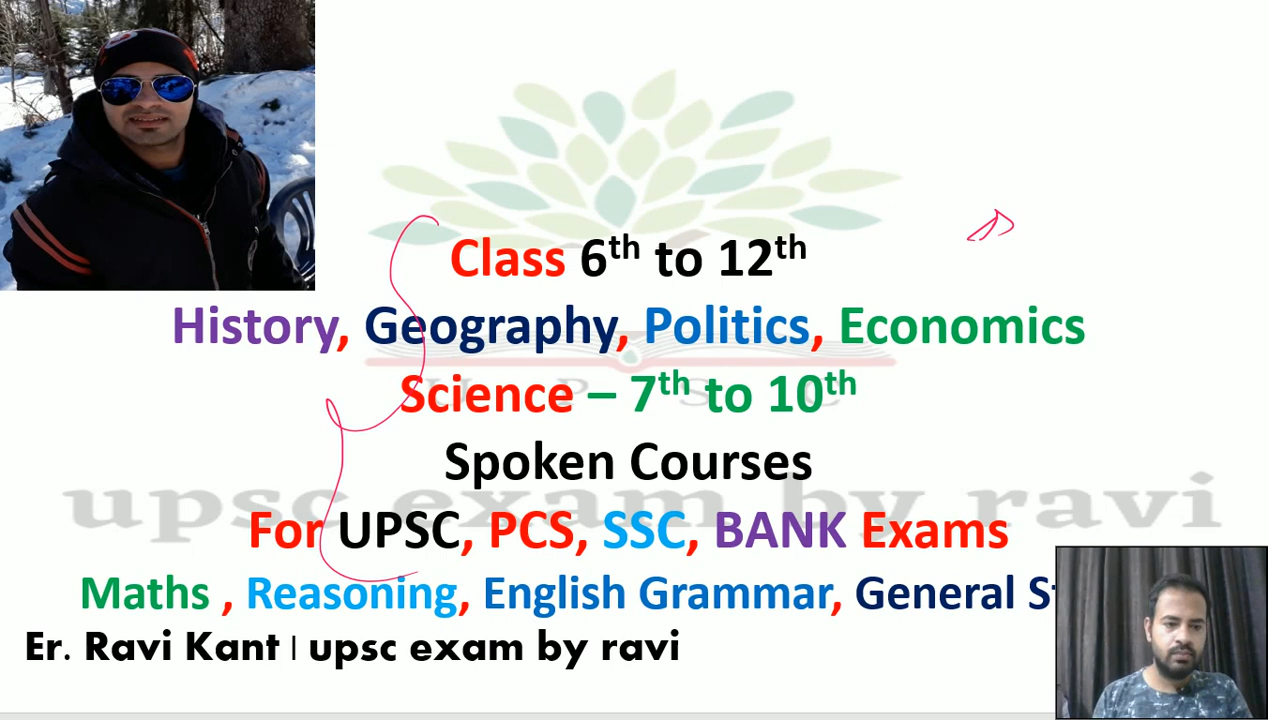 Class 6th to 12th
History, Geography, Politics, Economics
Science – 7th to 10th
U P S C
Spoken Courses
upsc exam by ravi
For UPSC, PCS, SSC, BANK Exams
Maths , Reasoning, English Grammar, General
Er. Ravi Kant | upsc exam by ravi